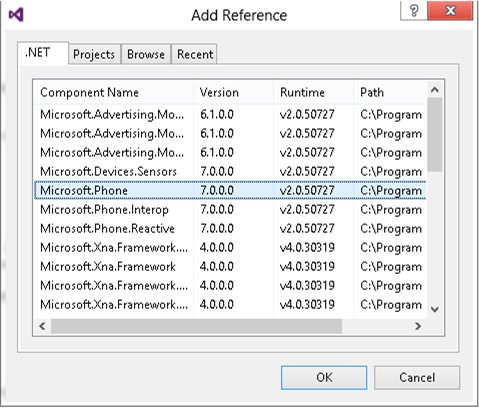 Add Reference
.NET Projects Browse Recent
Component Name Version Runtime Path
Microsoft.Advertising.Mo... 6.1.0.0 v2.0.50727 C:\Program
Microsoft.Advertising.Mo... 6.1.0.0 v2.0.50727 C:\Program
Microsoft.Advertising.Mo... 6.1.0.0 v2.0.50727 C:\Program
Microsoft.Devices.Sensors 7.0.0.0 v2.0.50727 C:\Program
Microsoft.Phone 7.0.0.0 v2.0.50727 C:\Program
Microsoft.Phone.Interop 7.0.0.0 v2.0.50727 C:\Program
Microsoft.Phone.Reactive 7.0.0.0 v2.0.50727 C:\Program
Microsoft.Xna.Framework.... 4.0.0.0 v4.0.30319 C:\Program
Microsoft.Xna.Framework 4.0.0.0 v4.0.30319 C:\Program
Microsoft.Xna.Framework.... 4.0.0.0 v4.0.30319 C:\Program
Microsoft.Xna.Framework.... 4.0.0.0 v4.0.30319 C:\Program
OK Cancel